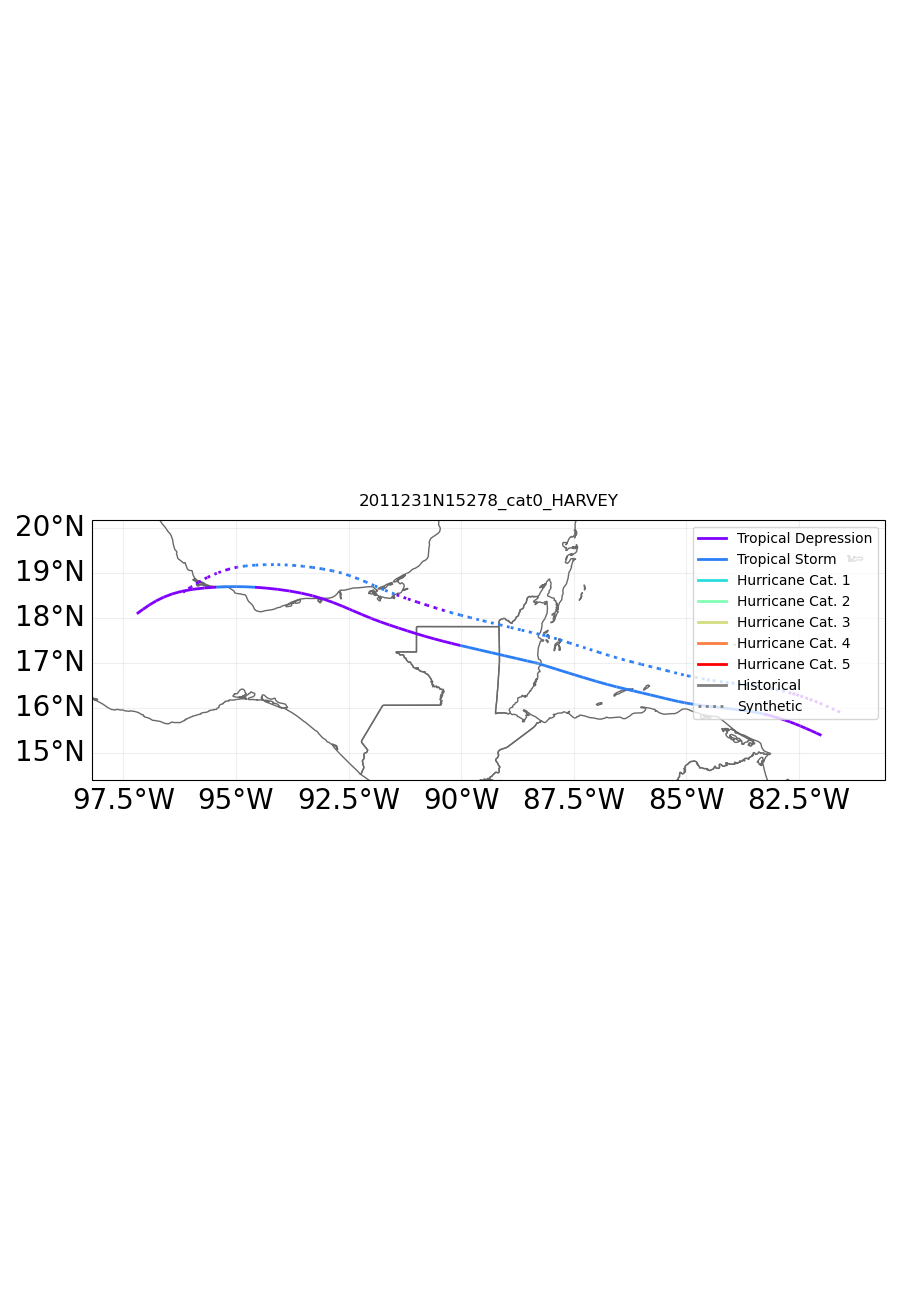 2011231N15278_cat0_HARVEY
20°N
19°N
18°N
17°N
16°N
15°N
97.5°W 95°W 92.5°W 90°W 87.5°W 85°W 82.5°W
Tropical Depression
Tropical Storm
Hurricane Cat. 1
Hurricane Cat. 2
Hurricane Cat. 3
Hurricane Cat. 4
Hurricane Cat. 5
Historical
Synthetic